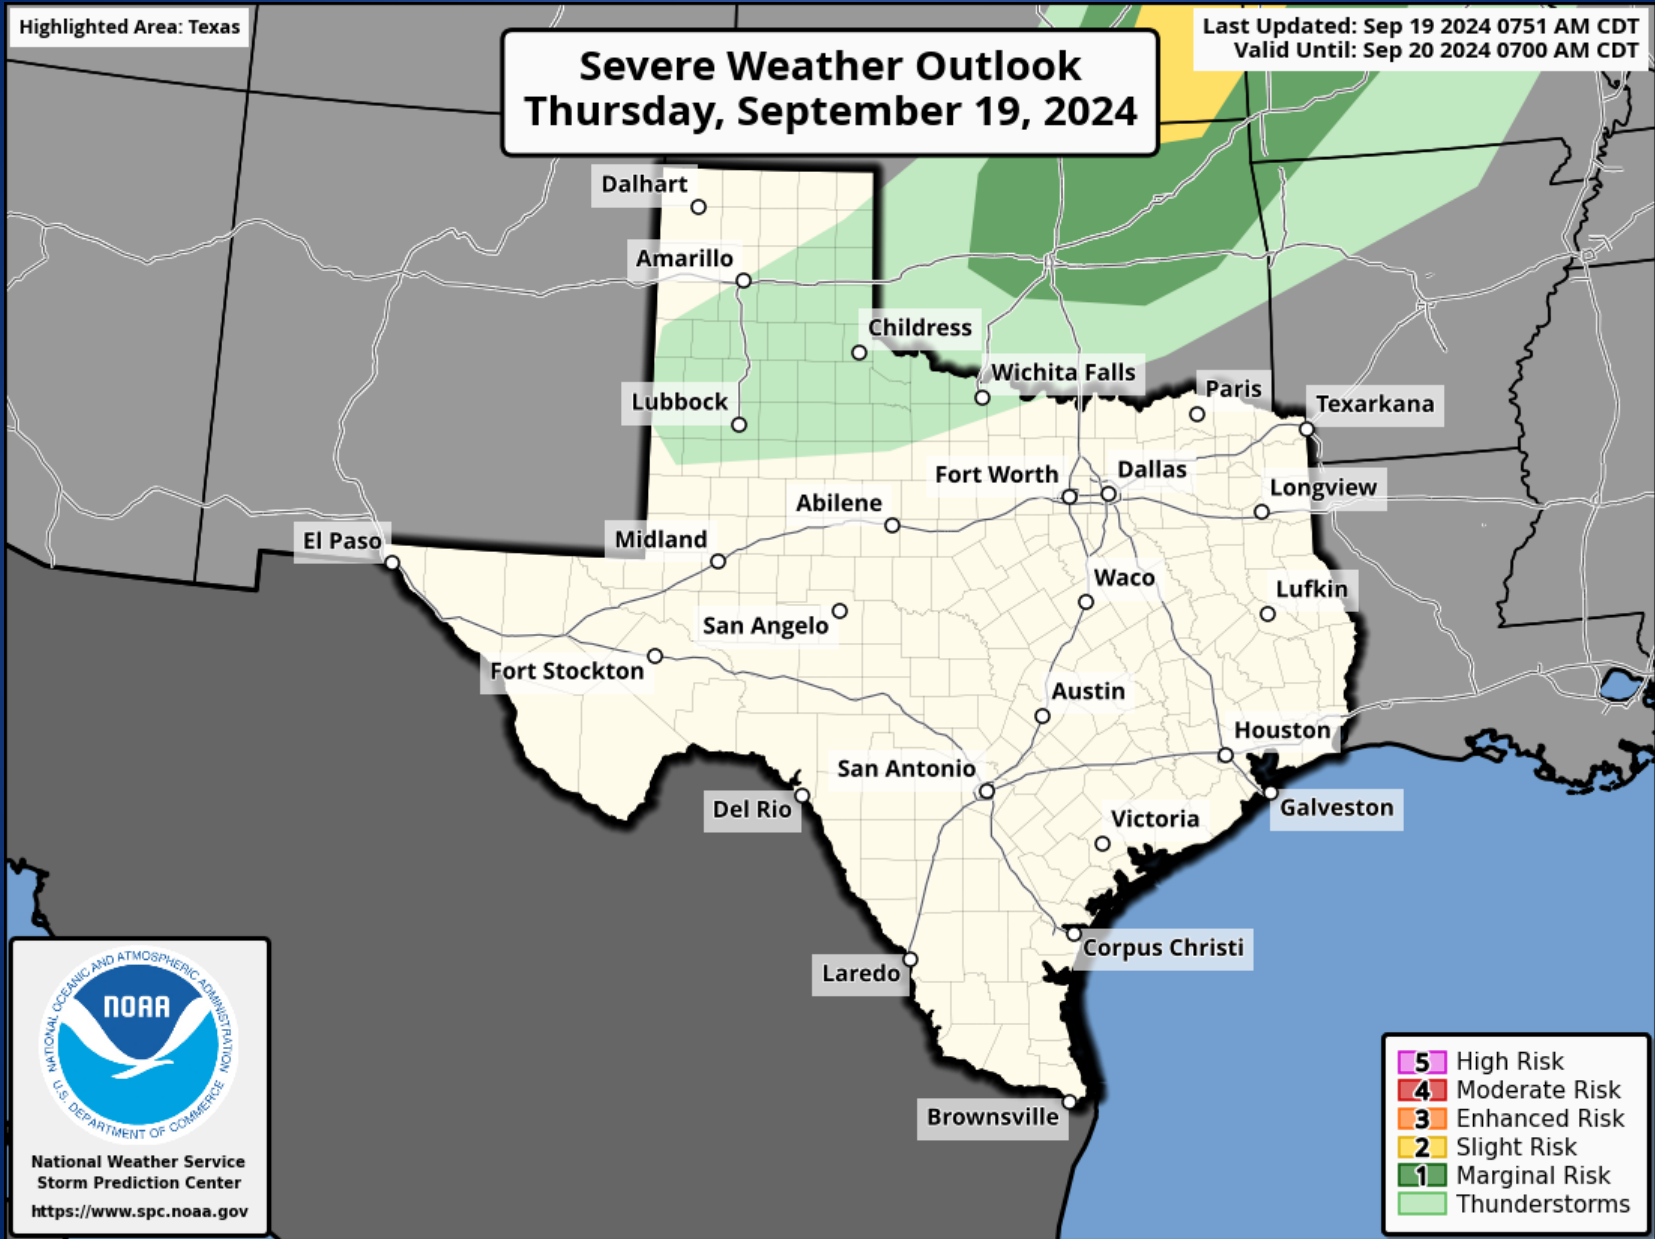 Highlighted Area: Texas
Severe Weather Outlook
Thursday, September 19, 2024
Last Updated: Sep 19 2024 0751 AM CDT
Valid Until: Sep 20 2024 0700 AM CDT
Dalhart
Amarillo
Childress
Wichita Falls
Lubbock
Paris
Texarkana
Fort Worth
Dallas
Longview
Abilene
El Paso
Midland
Waco
Lufkin
San Angelo
Fort Stockton
Austin
Houston
San Antonio
Del Rio
Galveston
Victoria
Corpus Christi
Laredo
Brownsville
NATIONAL OCEANIC AND ATMOSPHERIC ADMINISTRATION
NOAA
U.S. DEPARTMENT OF COMMERCE
National Weather Service
Storm Prediction Center
https://www.spc.noaa.gov
5 High Risk
4 Moderate Risk
3 Enhanced Risk
2 Slight Risk
1 Marginal Risk
Thunderstorms